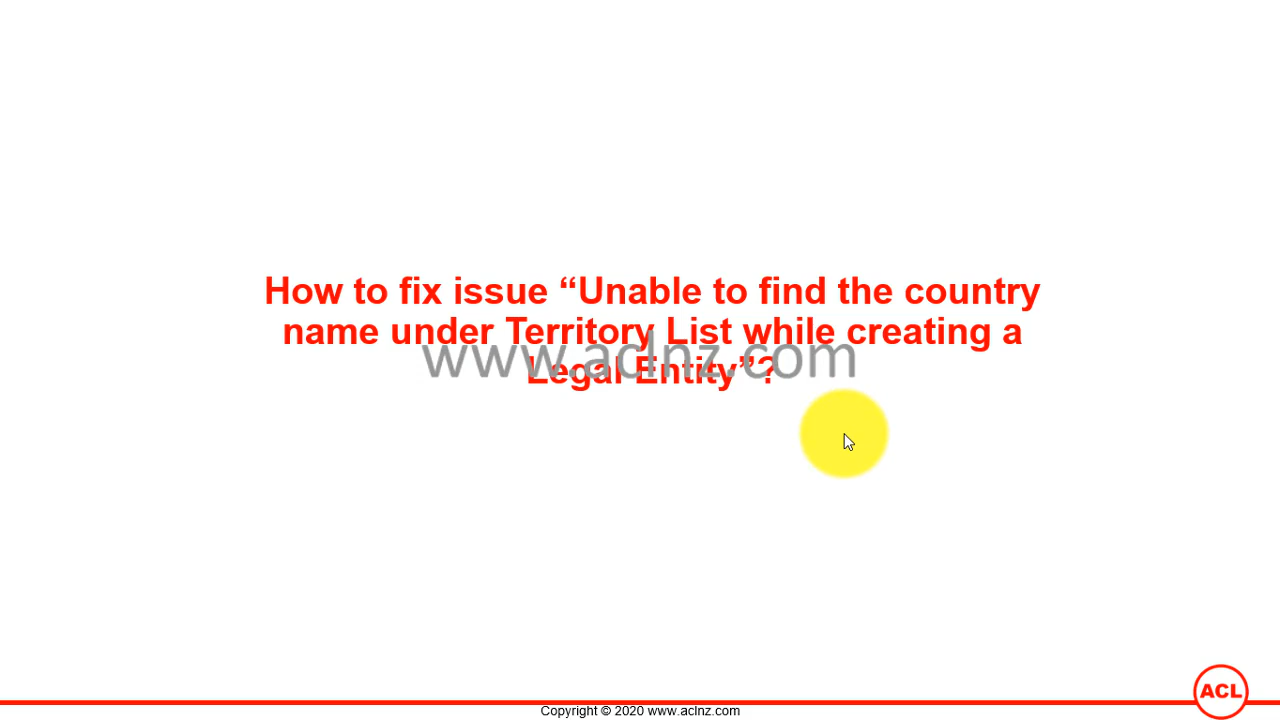 How to fix issue “Unable to find the country
name under Territory List while creating a
www.aclnz.com
Legal Entity”?
ACL
Copyright © 2020 www.aclnz.com